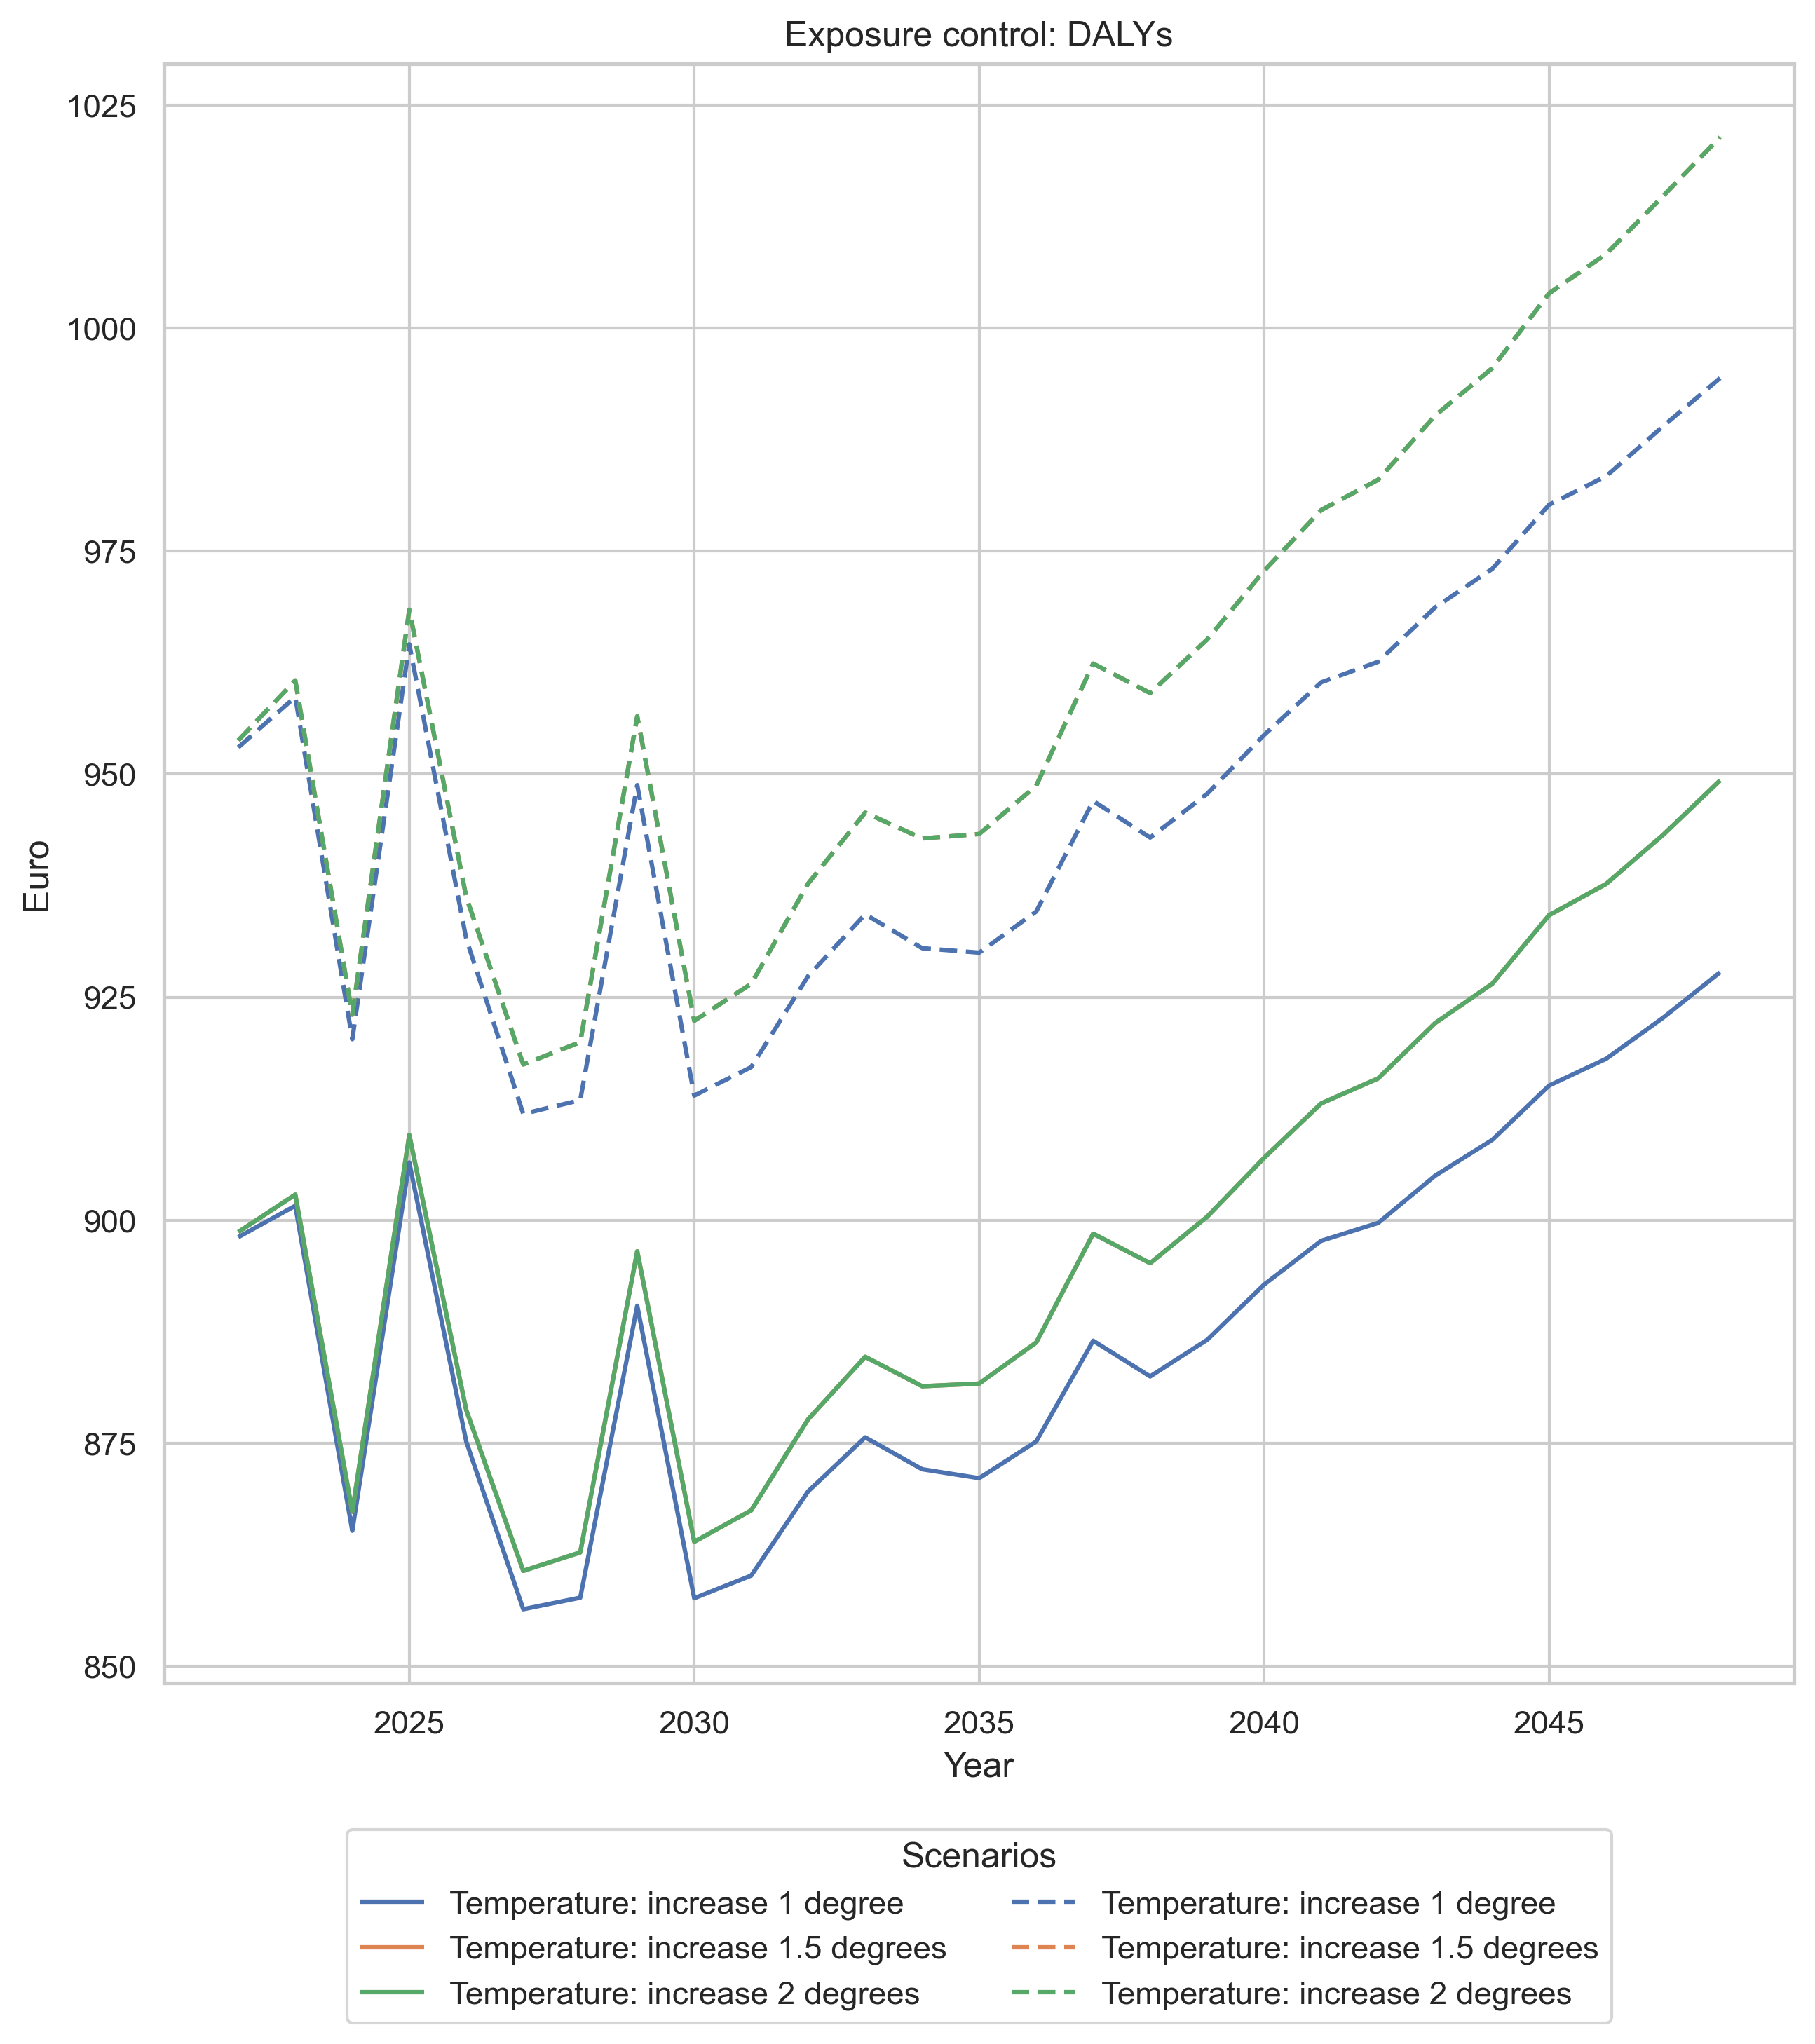 Exposure control: DALYs
1025
1000
975
950
925
900
875
850
Euro
2025 2030 2035 2040 2045
Year
Scenarios
Temperature: increase 1 degree
Temperature: increase 1.5 degrees
Temperature: increase 2 degrees
Temperature: increase 1 degree
Temperature: increase 1.5 degrees
Temperature: increase 2 degrees